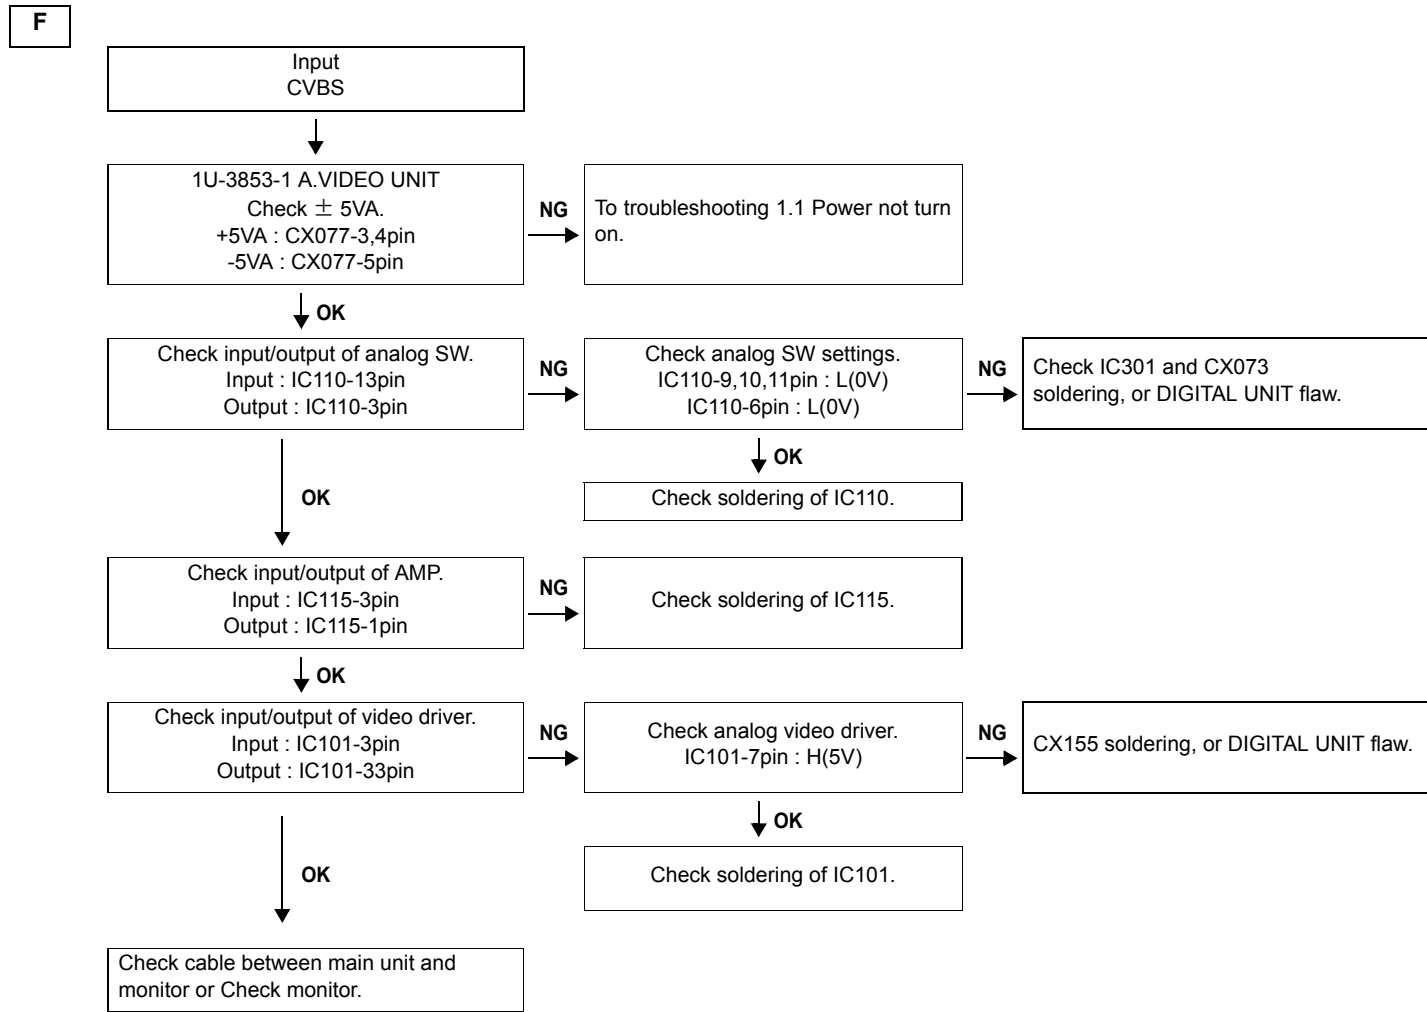 F
Input
CVBS
1U-3853-1 A.VIDEO UNIT
Check ± 5VA.
+5VA : CX077-3,4pin
-5VA : CX077-5pin
NG
To troubleshooting 1.1 Power not turn
on.
OK
Check input/output of analog SW.
Input : IC110-13pin
Output : IC110-3pin
NG
Check analog SW settings.
IC110-9,10,11pin : L(0V)
IC110-6pin : L(0V)
NG
Check IC301 and CX073
soldering, or DIGITAL UNIT flaw.
OK
Check soldering of IC110.
OK
Check input/output of AMP.
Input : IC115-3pin
Output : IC115-1pin
NG
Check soldering of IC115.
OK
Check input/output of video driver.
Input : IC101-3pin
Output : IC101-33pin
NG
Check analog video driver.
IC101-7pin : H(5V)
NG
CX155 soldering, or DIGITAL UNIT flaw.
OK
Check soldering of IC101.
OK
Check cable between main unit and
monitor or Check monitor.